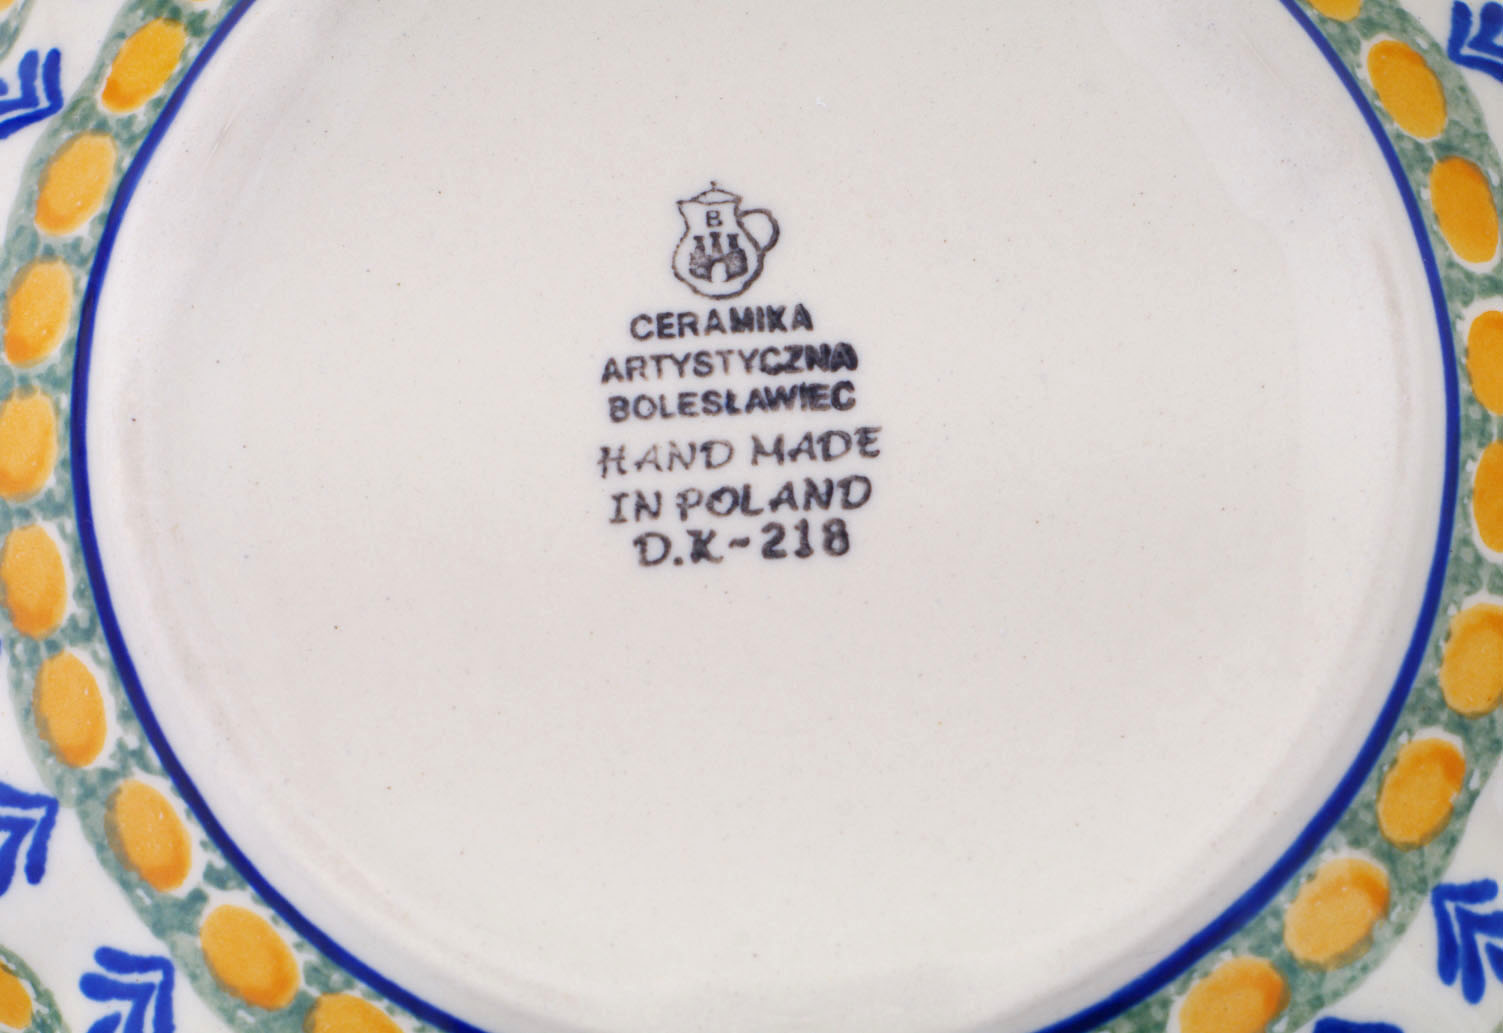 B
CERAMIKA
ARTYSTYCZNA
BOLESŁAWIEC
HAND MADE
IN POLAND
D.K-218